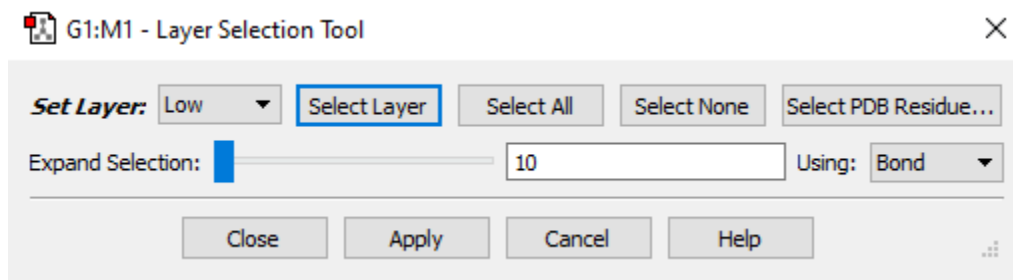 G1:M1 - Layer Selection Tool
Set Layer: Low Select Layer Select All Select None Select PDB Residue...
Expand Selection: 10 Using: Bond
Close Apply Cancel Help